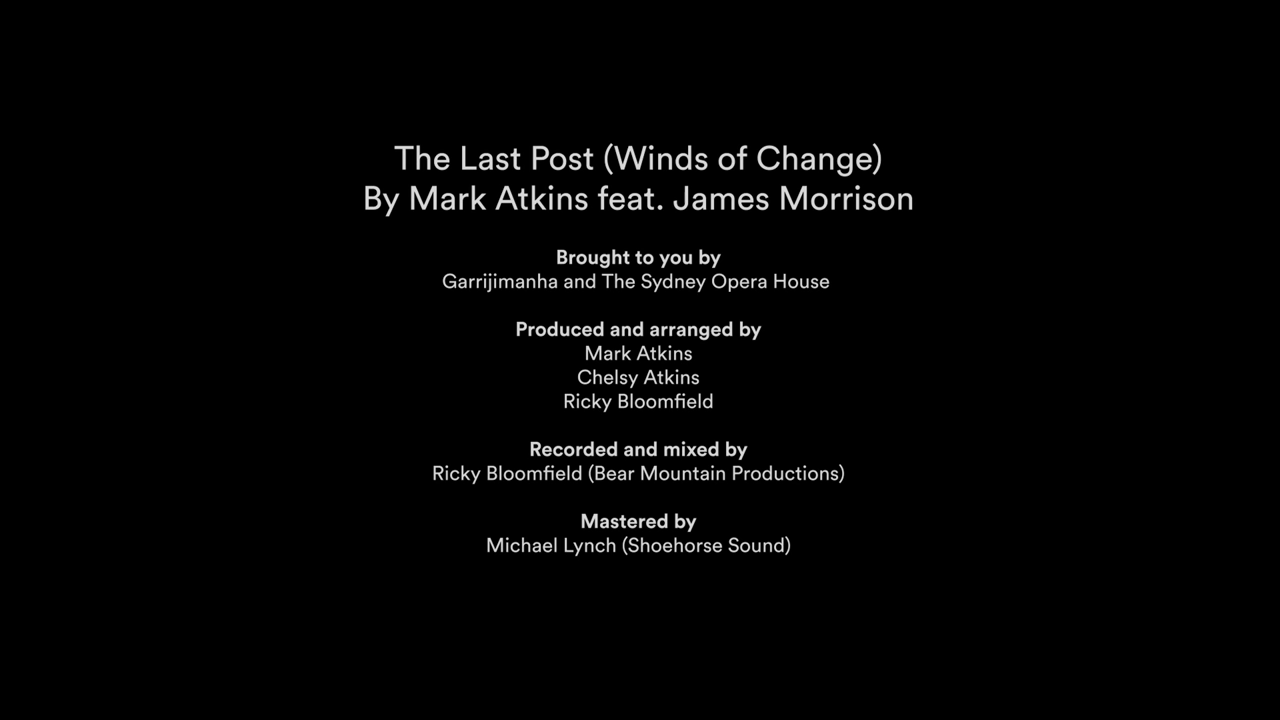 The Last Post (Winds of Change)
By Mark Atkins feat. James Morrison
Brought to you by
Garrijimanha and The Sydney Opera House
Produced and arranged by
Mark Atkins
Chelsy Atkins
Ricky Bloomfield
Recorded and mixed by
Ricky Bloomfield (Bear Mountain Productions)
Mastered by
Michael Lynch (Shoehorse Sound)